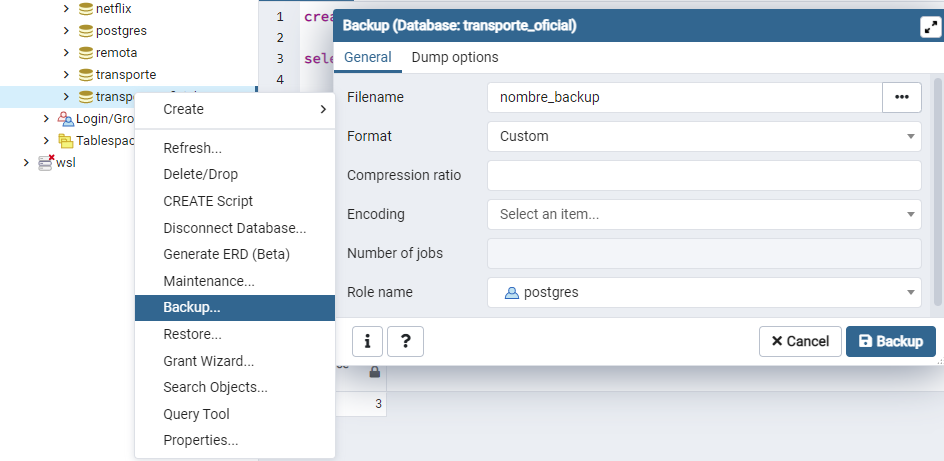 netflix
postgres
remota
transporte
transpo
Login/Gro
Tablespac
wsl
1
2
3
4
crea
sele
Create
Refresh...
Delete/Drop
CREATE Script
Disconnect Database...
Generate ERD (Beta)
Maintenance...
Backup...
Restore...
Grant Wizard...
Search Objects...
Query Tool
Properties...
Backup (Database: transporte_oficial)
General Dump options
Filename nombre_backup •••
Format Custom
Compression ratio
Encoding Select an item...
Number of jobs
Role name postgres
i ? Cancel Backup
3